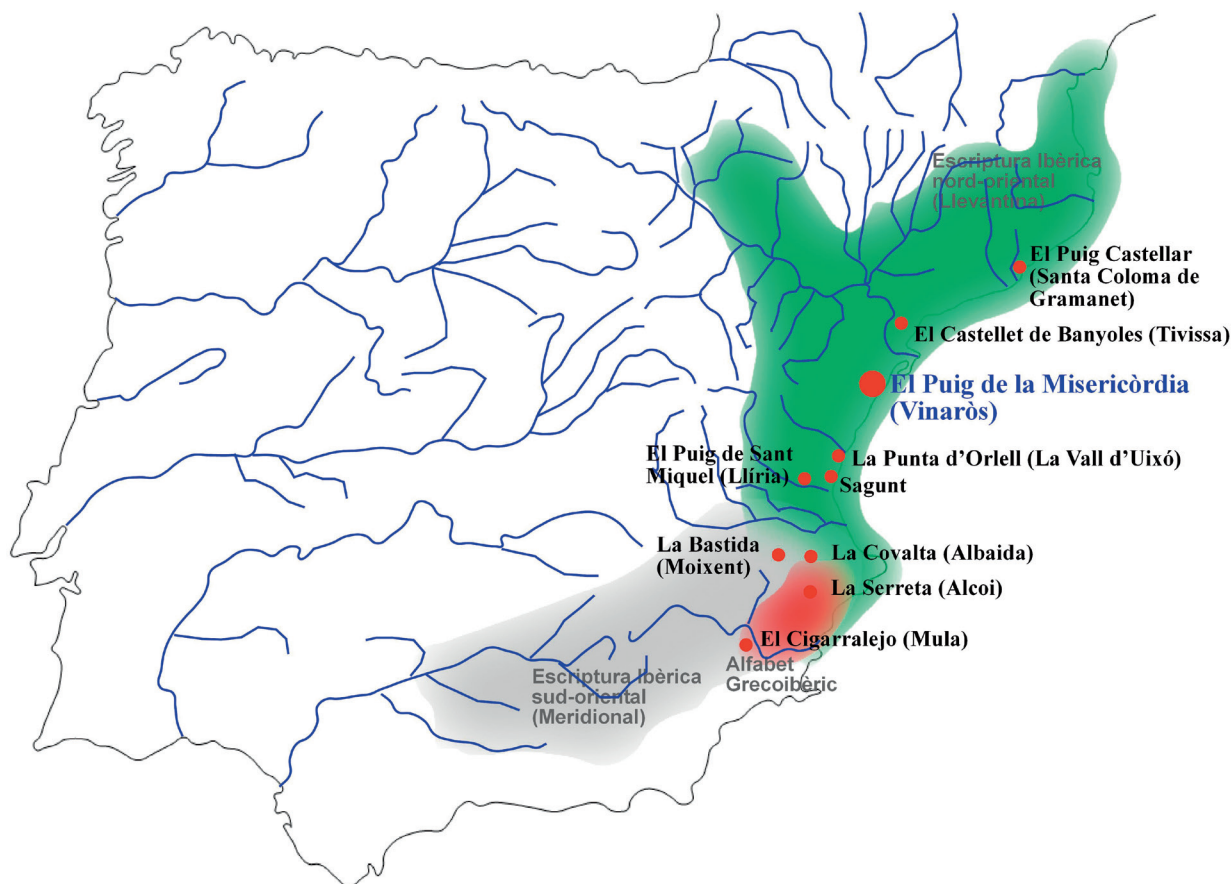 Escriptura Ibèrica
nord-oriental
(Llevantina)
El Puig Castellar
(Santa Coloma de
Gramanet)
El Castellet de Banyoles (Tivissa)
El Puig de la Misericòrdia
(Vinaròs)
El Puig de Sant
Miquel (Llíria)
La Punta d’Orlell (La Vall d’Uixó)
Sagunt
La Bastida
(Moixent)
La Covalta (Albaida)
La Serreta (Alcoi)
El Cigarralejo (Mula)
Alfabet
Grecoibèric
Escriptura Ibèrica
sud-oriental
(Meridional)